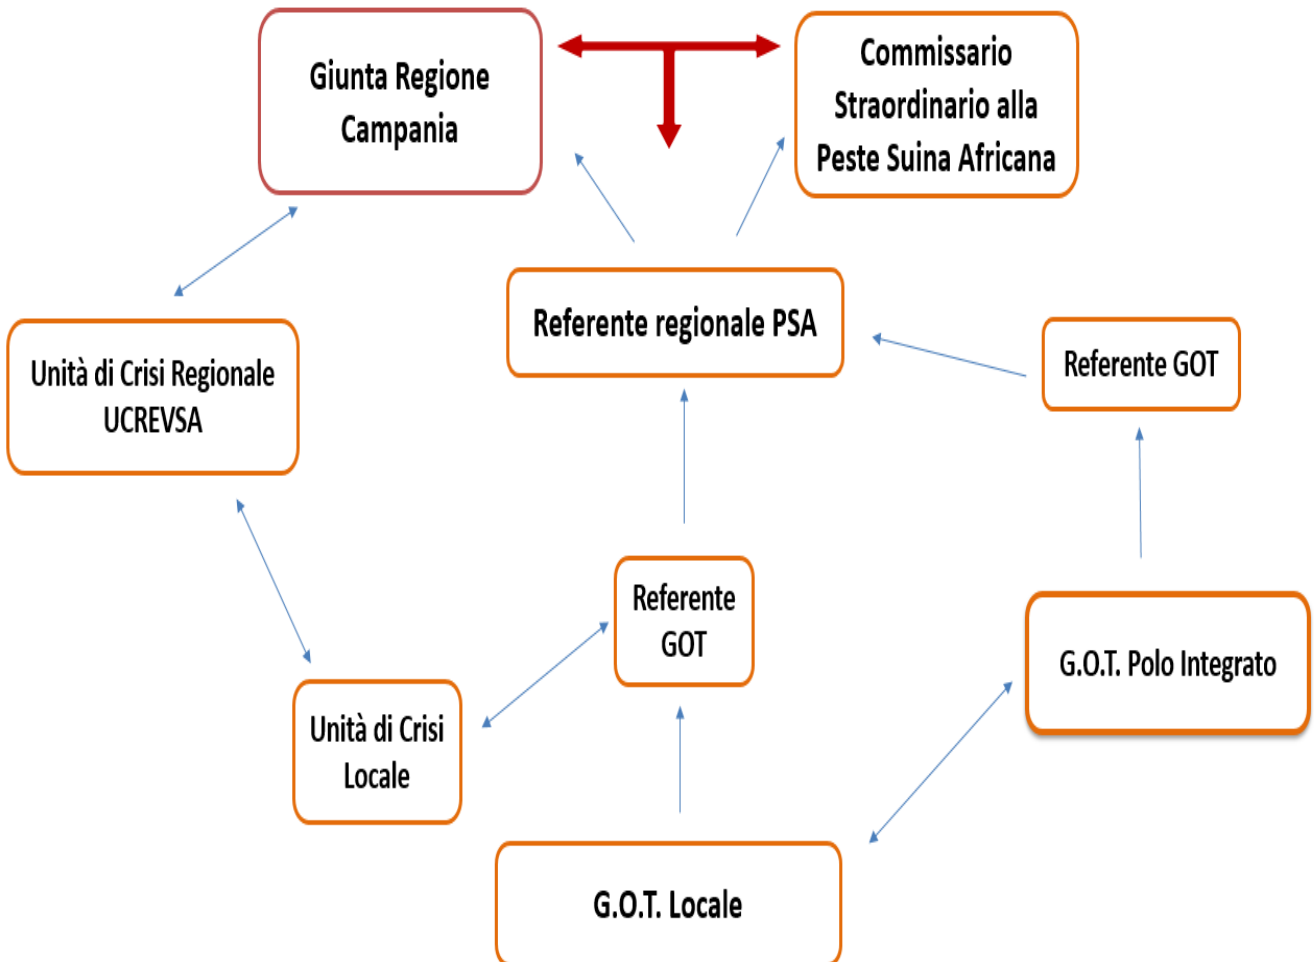 Giunta Regione
Campania
Commissario
Straordinario alla
Peste Suina Africana
Referente regionale PSA
Referente GOT
Unità di Crisi Regionale
UCREVSA
Referente
GOT
G.O.T. Polo Integrato
Unità di Crisi
Locale
G.O.T. Locale